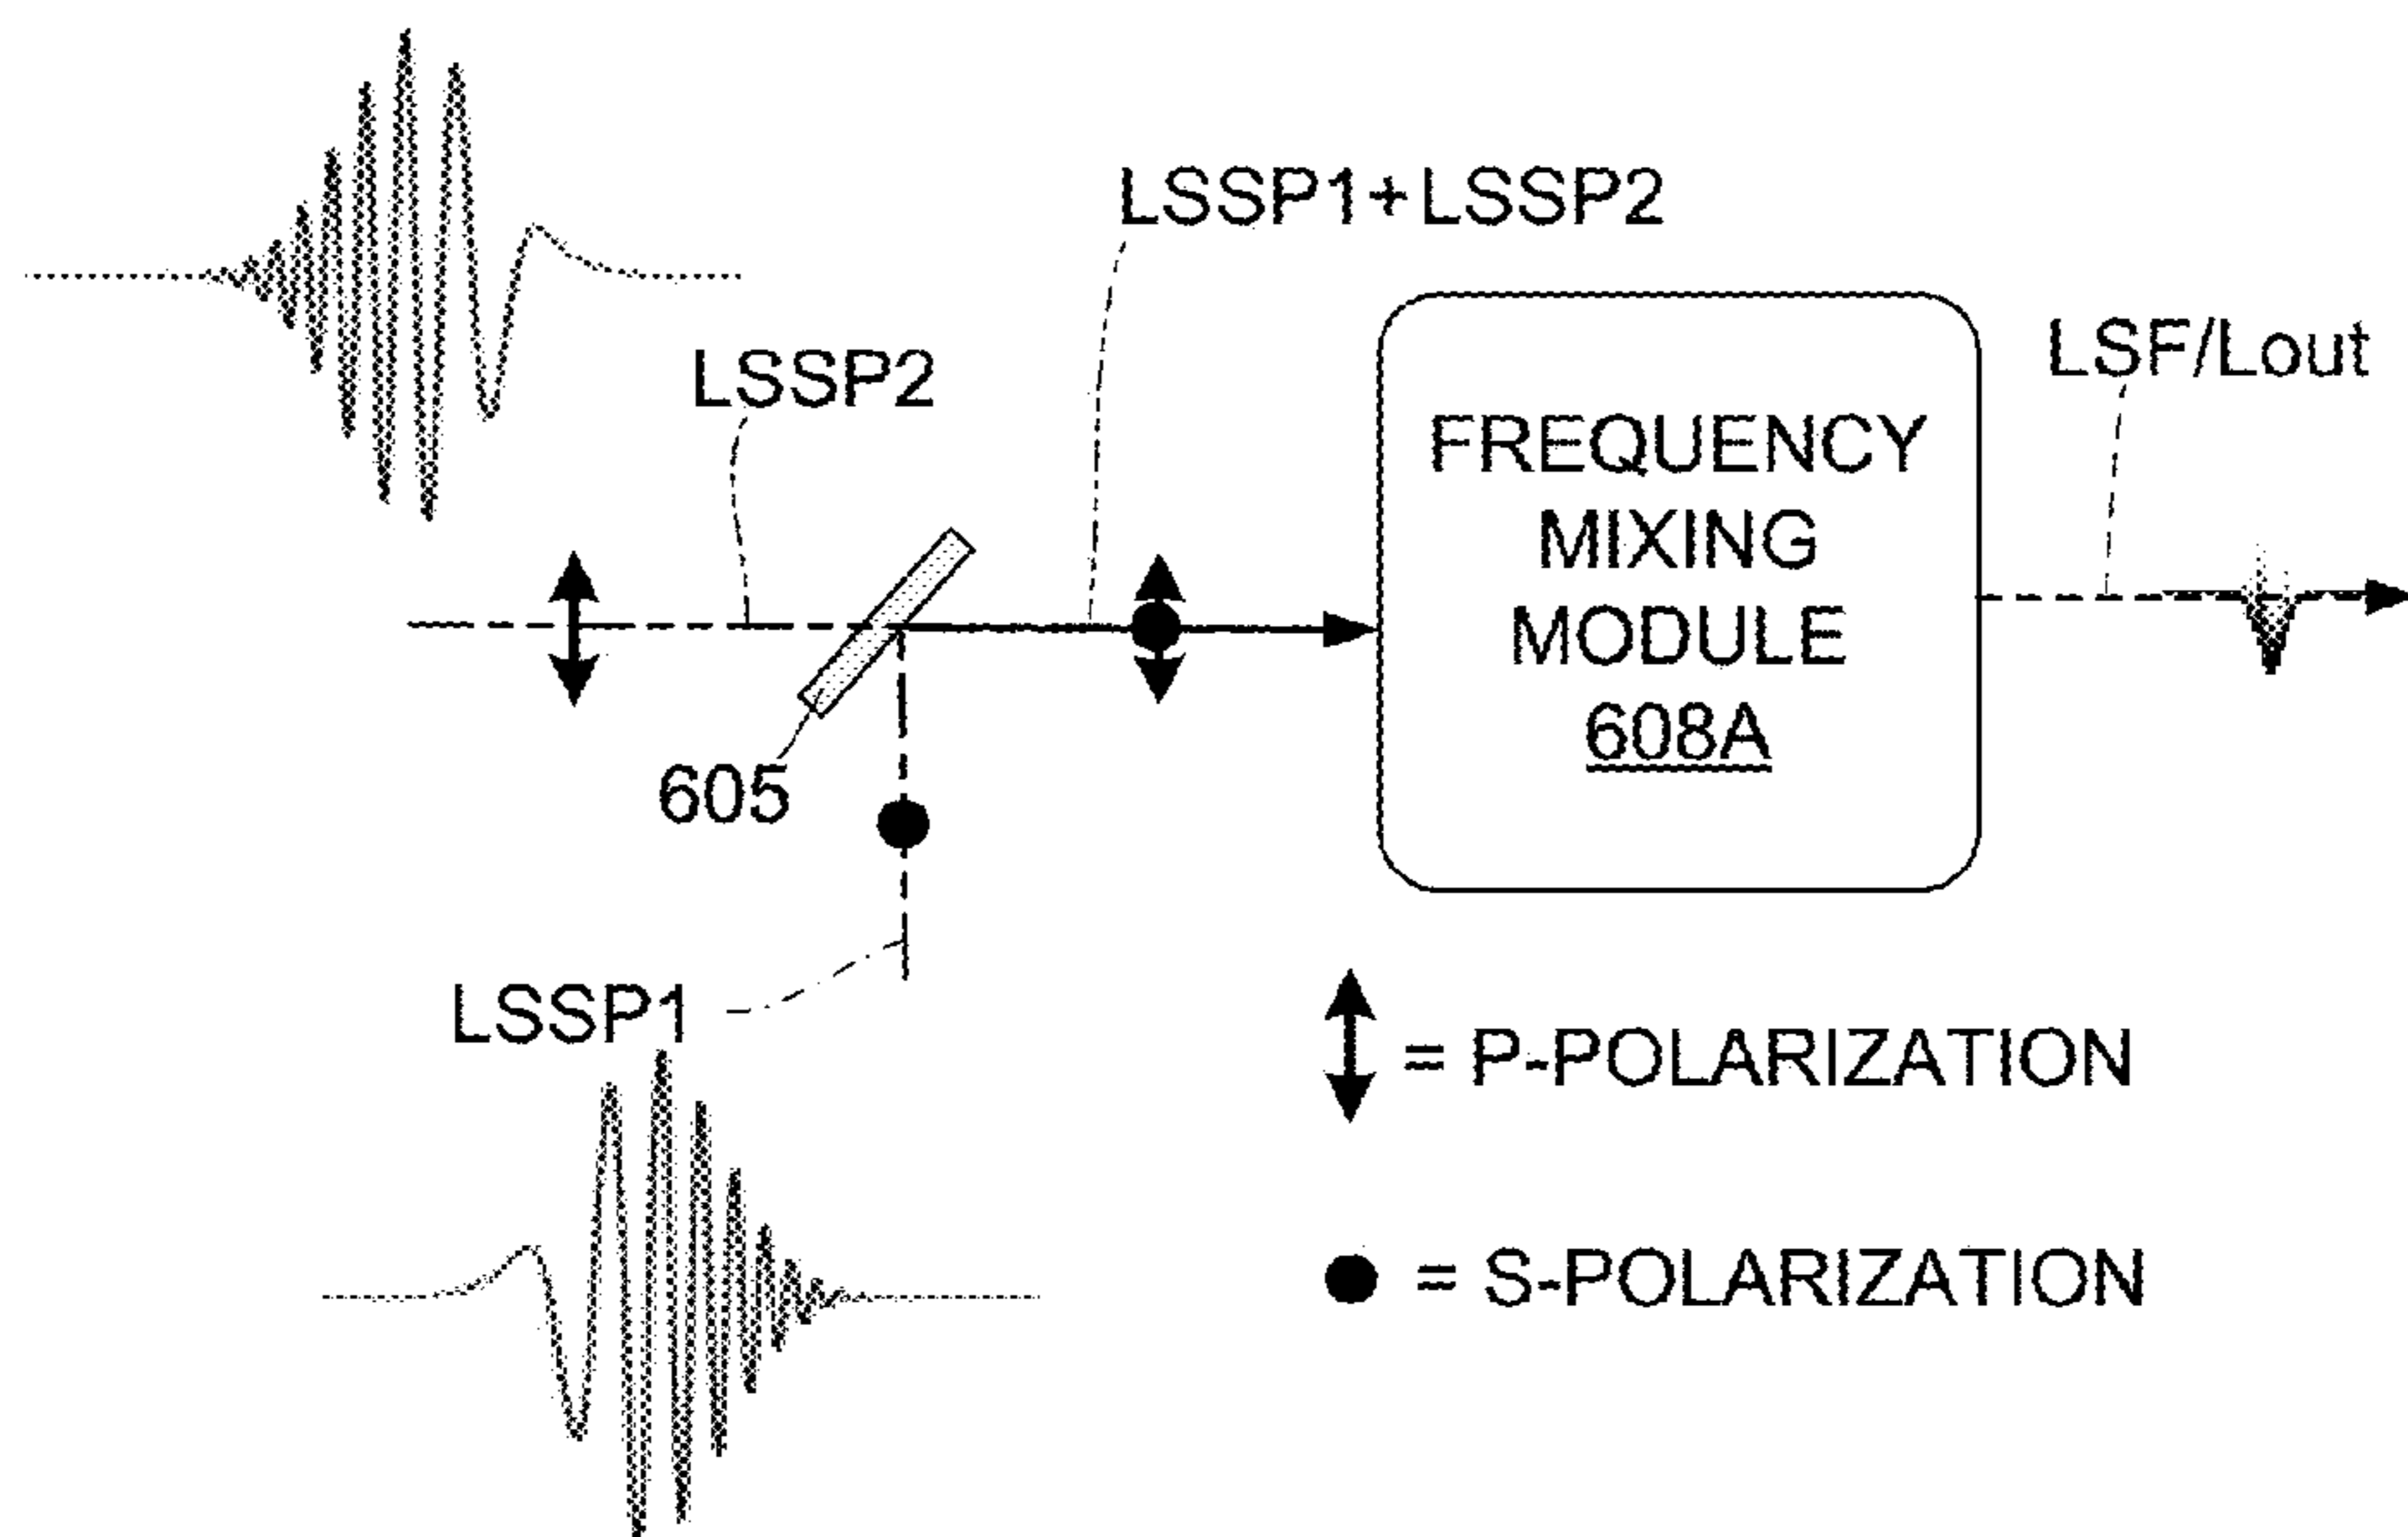 LSSP1+LSSP2
LSF/Lout
LSSP2
FREQUENCY
MIXING
MODULE
608A
605
LSSP1
= P-POLARIZATION
= S-POLARIZATION